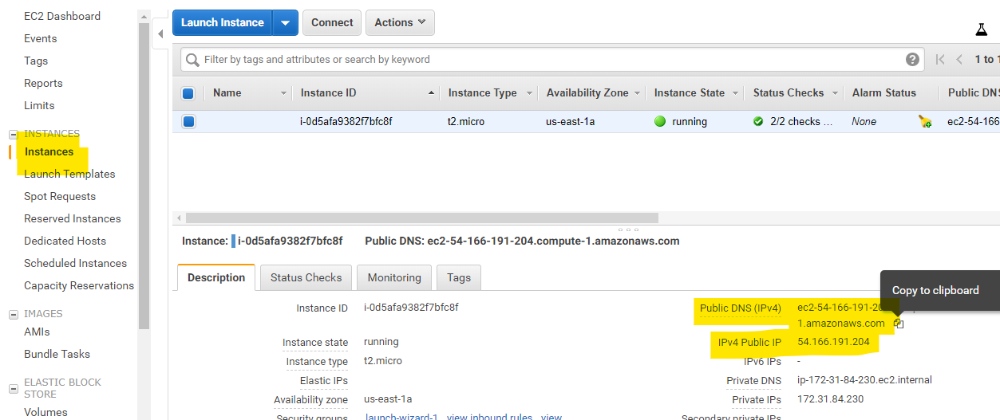 EC2 Dashboard
Events
Tags
Reports
Limits
INSTANCES
Instances
Launch Templates
Spot Requests
Reserved Instances
Dedicated Hosts
Scheduled Instances
Capacity Reservations
IMAGES
AMIs
Bundle Tasks
ELASTIC BLOCK
STORE
Volumes
Launch Instance Connect Actions
Filter by tags and attributes or search by keyword
1 to 1
Name Instance ID Instance Type Availability Zone Instance State Status Checks Alarm Status Public DNS
i-0d5afa9382f7bfc8f t2.micro us-east-1a running 2/2 checks ... None ec2-54-166
Instance: i-0d5afa9382f7bfc8f Public DNS: ec2-54-166-191-204.compute-1.amazonaws.com
Description Status Checks Monitoring Tags
Copy to clipboard
Instance ID i-0d5afa9382f7bfc8f Public DNS (IPv4) ec2-54-166-191-20
1.amazonaws.com
Instance state running IPv4 Public IP 54.166.191.204
Instance type t2.micro IPv6 IPs -
Elastic IPs Private DNS ip-172-31-84-230.ec2.internal
Availability zone us-east-1a Private IPs 172.31.84.230
Security groups launch-wizard-1. view inbound rules. view Secondary private IPs